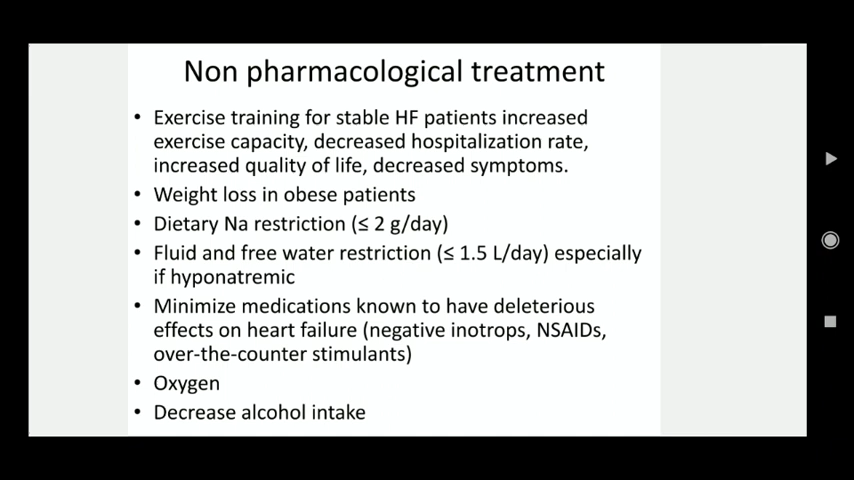 Non pharmacological treatment
• Exercise training for stable HF patients increased
exercise capacity, decreased hospitalization rate,
increased quality of life, decreased symptoms.
• Weight loss in obese patients
• Dietary Na restriction (≤ 2 g/day)
• Fluid and free water restriction (≤ 1.5 L/day) especially
if hyponatremic
• Minimize medications known to have deleterious
effects on heart failure (negative inotrops, NSAIDs,
over-the-counter stimulants)
• Oxygen
• Decrease alcohol intake